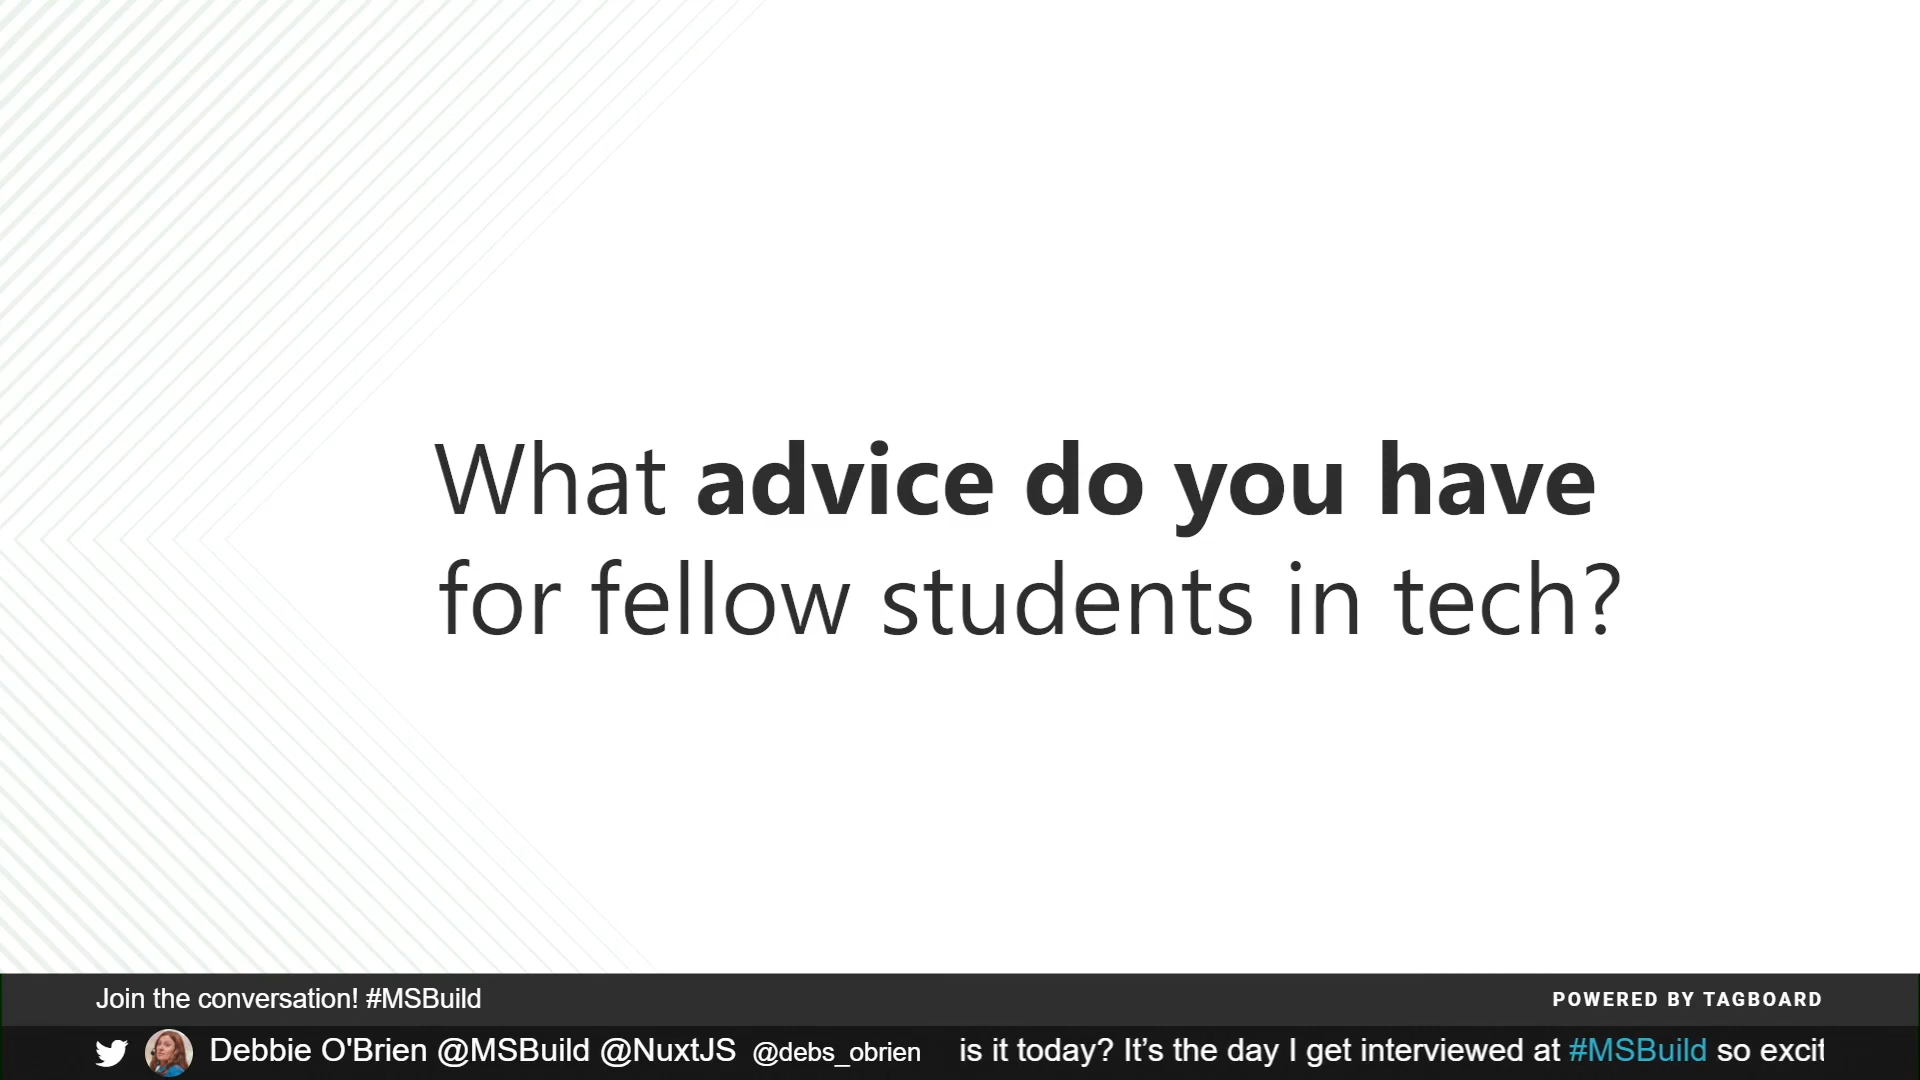 What advice do you have
for fellow students in tech?
Join the conversation! #MSBuild
POWERED BY TAGBOARD
Debbie O'Brien @MSBuild @NuxtJS @debs_obrien is it today? It’s the day I get interviewed at #MSBuild so excit